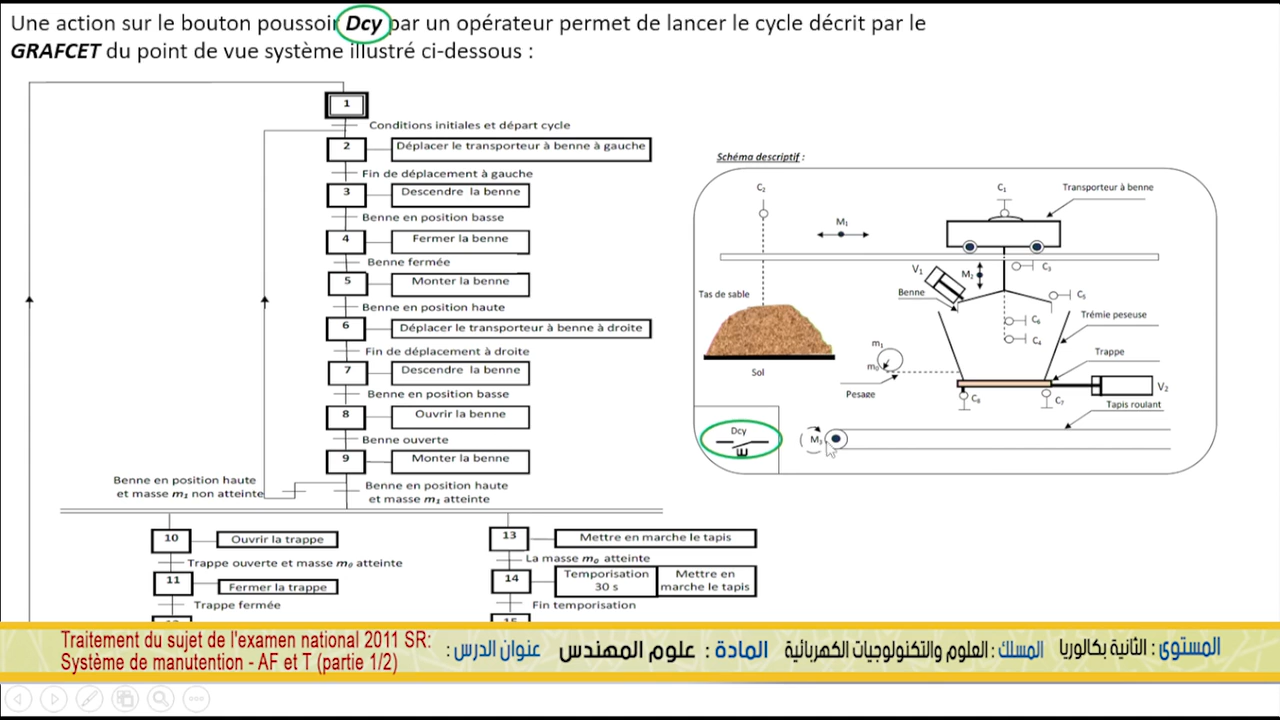 Une action sur le bouton poussoir Dcy par un opérateur permet de lancer le cycle décrit par le
GRAFCET du point de vue système illustré ci-dessous :
1
Conditions initiales et départ cycle
2
Déplacer le transporteur à benne à gauche
Fin de déplacement à gauche
3
Descendre la benne
Benne en position basse
4
Fermer la benne
Benne fermée
5
Monter la benne
Benne en position haute
6
Déplacer le transporteur à benne à droite
Fin de déplacement à droite
7
Descendre la benne
Benne en position basse
8
Ouvrir la benne
Benne ouverte
9
Monter la benne
Benne en position haute
et masse m₁ non atteinte
Benne en position haute
et masse m₁ atteinte
10
Ouvrir la trappe
Trappe ouverte et masse m₀ atteinte
11
Fermer la trappe
Trappe fermée
13
Mettre en marche le tapis
La masse m₀ atteinte
14
Temporisation
30 s
Mettre en
marche le tapis
Fin temporisation
Schéma descriptif :
C₂
C₁
Transporteur à benne
M₁
V₁
M₂
C₃
Benne
C₅
Tas de sable
C₆
Trémie peseuse
C₄
m₁
m₀
Trappe
Sol
Pesage
V₂
C₈
C₇
Tapis roulant
Dcy
M₃
Traitement du sujet de l'examen national 2011 SR:
Système de manutention - AF et T (partie 1/2)
المستوى : الثانية بكالوريا
المسلك : العلوم والتكنولوجيات الكهربائية
المادة : علوم المهندس
عنوان الدرس :